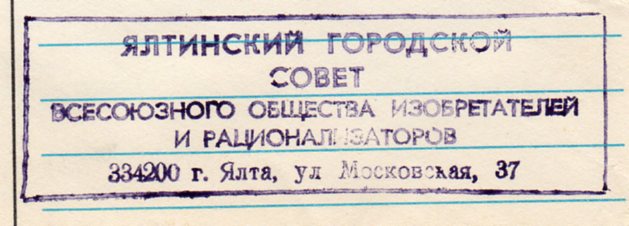 ЯЛТИНСКИЙ ГОРОДСКОЙ
СОВЕТ
ВСЕСОЮЗНОГО ОБЩЕСТВА ИЗОБРЕТАТЕЛЕЙ
И РАЦИОНАЛИЗАТОРОВ
334200 г. Ялта, ул Московская, 37